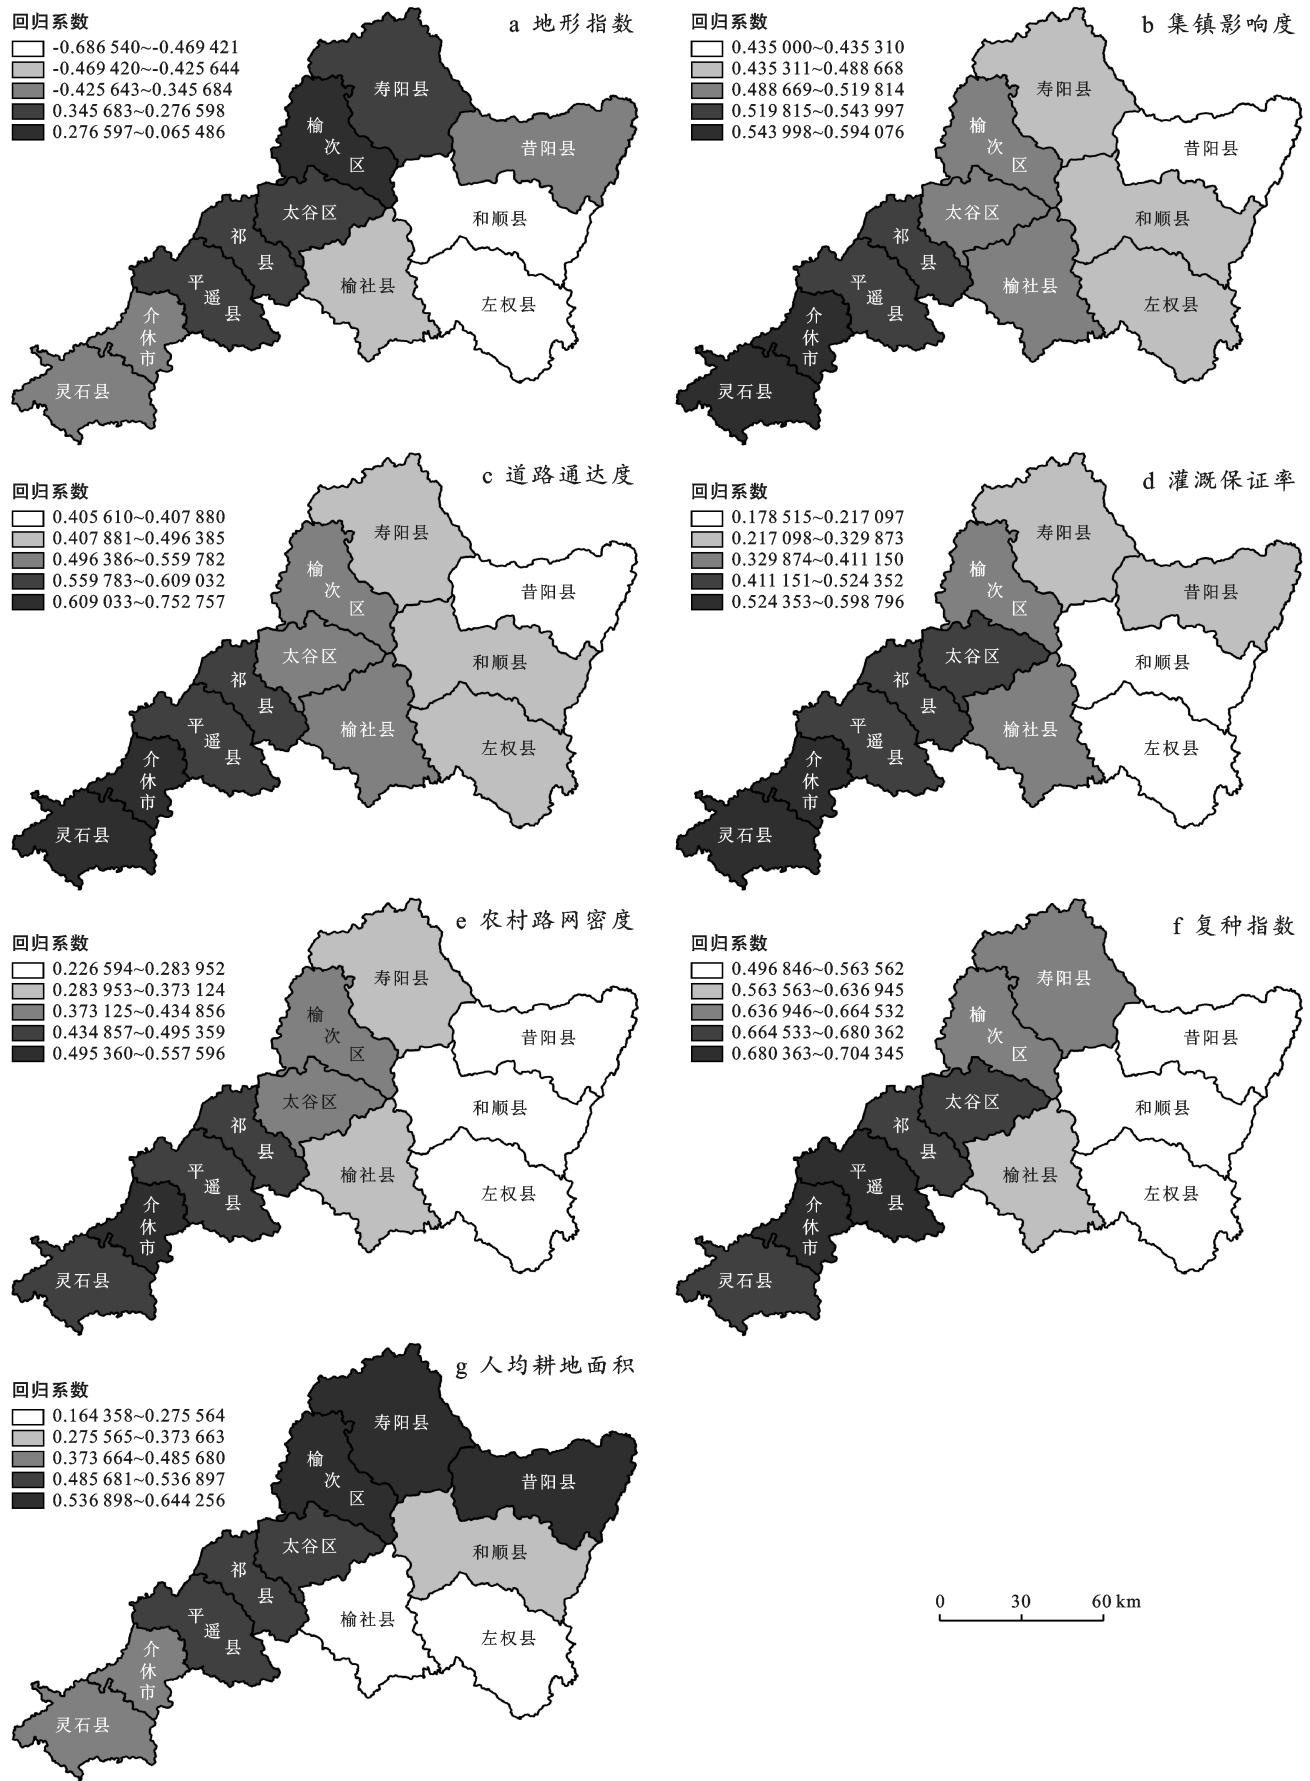 a 地形指数
回归系数
-0.686 540~-0.469 421
-0.469 420~-0.425 644
-0.425 643~0.345 684
0.345 683~0.276 598
0.276 597~0.065 486
寿阳县
榆次区
昔阳县
太谷区
和顺县
祁县
平遥县
榆社县
左权县
介休市
灵石县
b 集镇影响度
回归系数
0.435 000~0.435 310
0.435 311~0.488 668
0.488 669~0.519 814
0.519 815~0.543 997
0.543 998~0.594 076
寿阳县
榆次区
昔阳县
太谷区
和顺县
祁县
平遥县
榆社县
左权县
介休市
灵石县
c 道路通达度
回归系数
0.405 610~0.407 880
0.407 881~0.496 385
0.496 386~0.559 782
0.559 783~0.609 032
0.609 033~0.752 757
寿阳县
榆次区
昔阳县
太谷区
和顺县
祁县
平遥县
榆社县
左权县
介休市
灵石县
d 灌溉保证率
回归系数
0.178 515~0.217 097
0.217 098~0.329 873
0.329 874~0.411 150
0.411 151~0.524 352
0.524 353~0.598 796
寿阳县
榆次区
昔阳县
太谷区
和顺县
祁县
平遥县
榆社县
左权县
介休市
灵石县
e 农村路网密度
回归系数
0.226 594~0.283 952
0.283 953~0.373 124
0.373 125~0.434 856
0.434 857~0.495 359
0.495 360~0.557 596
寿阳县
榆次区
昔阳县
太谷区
和顺县
祁县
平遥县
榆社县
左权县
介休市
灵石县
f 复种指数
回归系数
0.496 846~0.563 562
0.563 563~0.636 945
0.636 946~0.664 532
0.664 533~0.680 362
0.680 363~0.704 345
寿阳县
榆次区
昔阳县
太谷区
和顺县
祁县
平遥县
榆社县
左权县
介休市
灵石县
g 人均耕地面积
回归系数
0.164 358~0.275 564
0.275 565~0.373 663
0.373 664~0.485 680
0.485 681~0.536 897
0.536 898~0.644 256
寿阳县
榆次区
昔阳县
太谷区
和顺县
祁县
平遥县
榆社县
左权县
介休市
灵石县
0 30 60 km